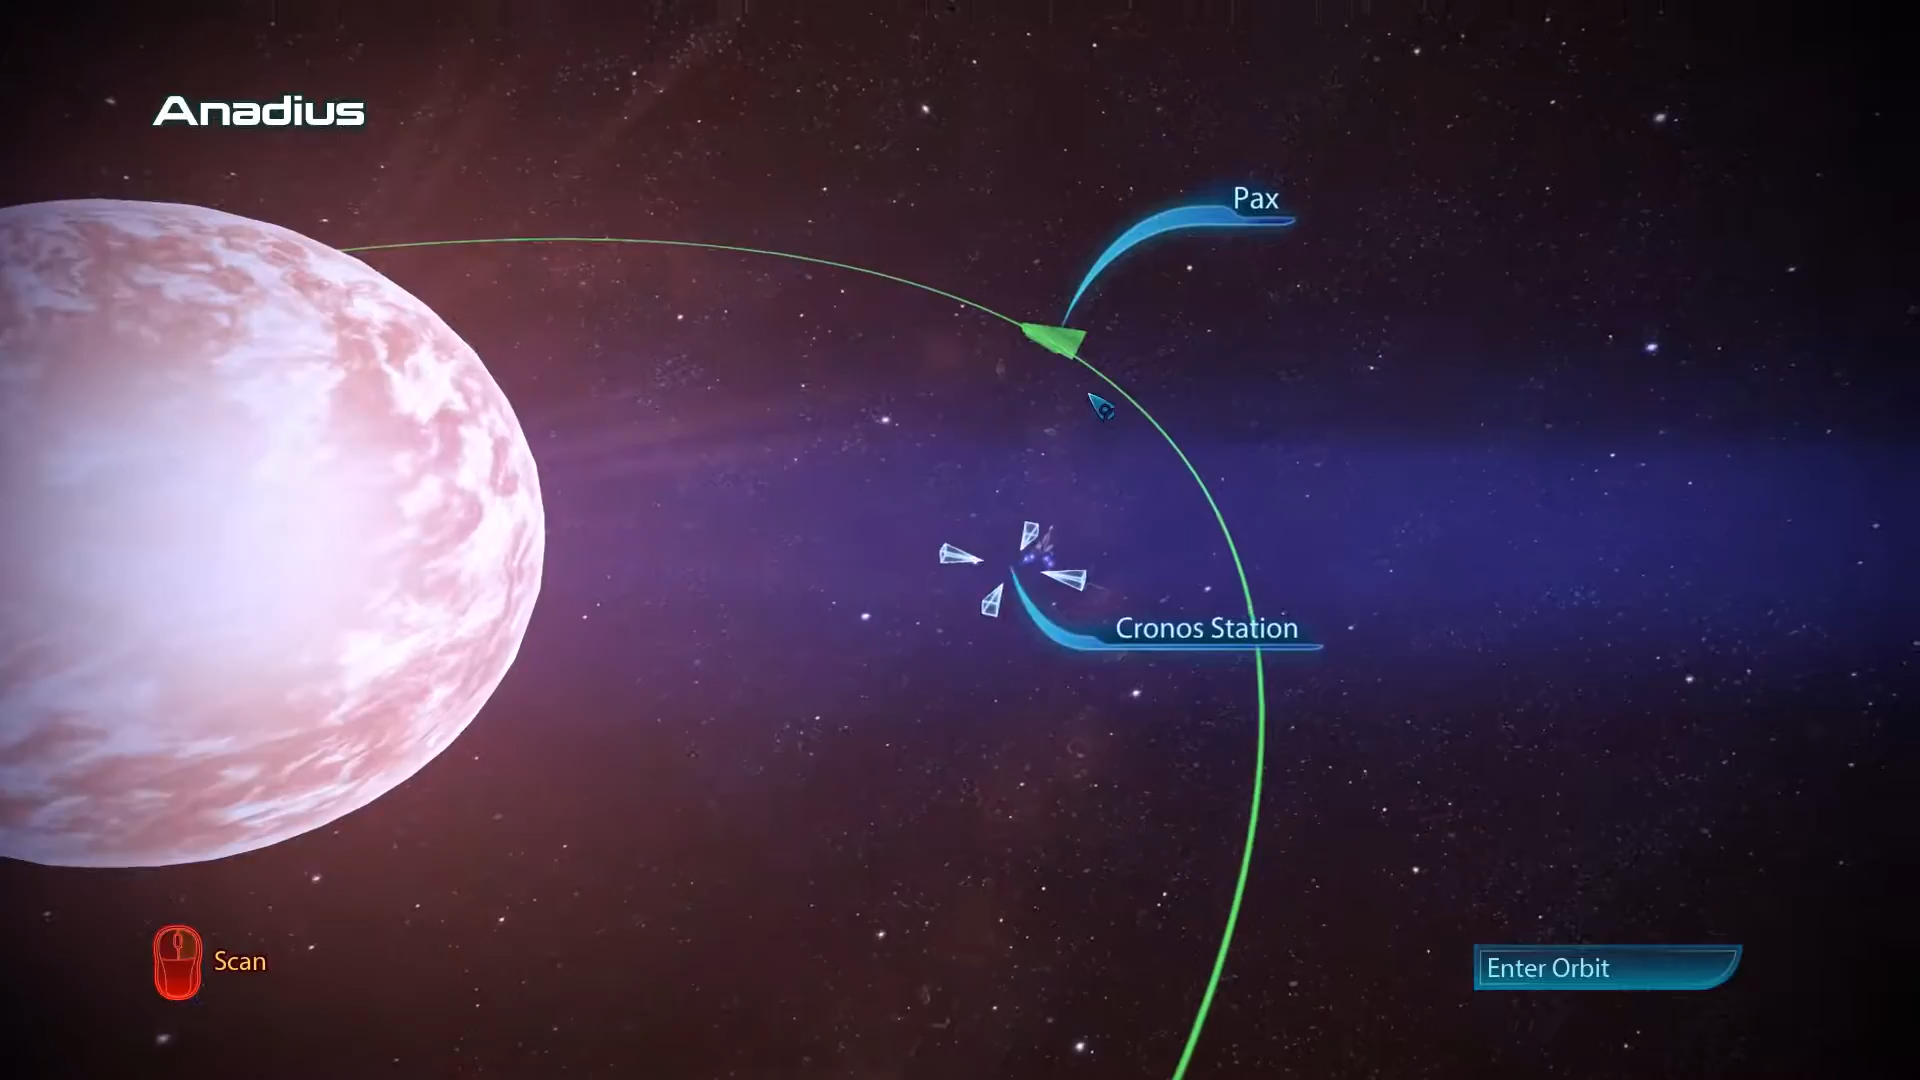 Anadius
Pax
Cronos Station
Scan
Enter Orbit